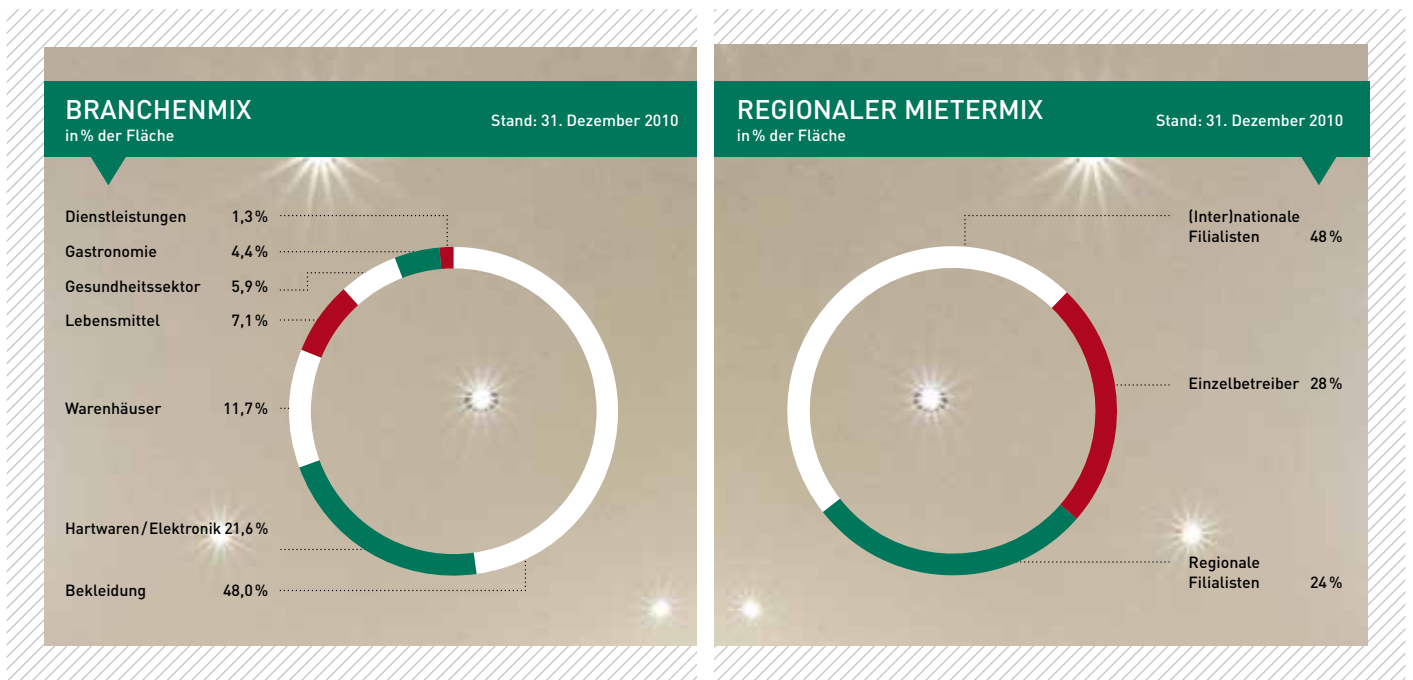 BRANCHENMIX
in % der Fläche
Stand: 31. Dezember 2010
Dienstleistungen 1,3 %
Gastronomie 4,4 %
Gesundheitssektor 5,9 %
Lebensmittel 7,1 %
Warenhäuser 11,7 %
Hartwaren / Elektronik 21,6 %
Bekleidung 48,0 %
REGIONALER MIETERMIX
in % der Fläche
Stand: 31. Dezember 2010
(Inter)nationale
Filialisten 48 %
Einzelbetreiber 28 %
Regionale
Filialisten 24 %